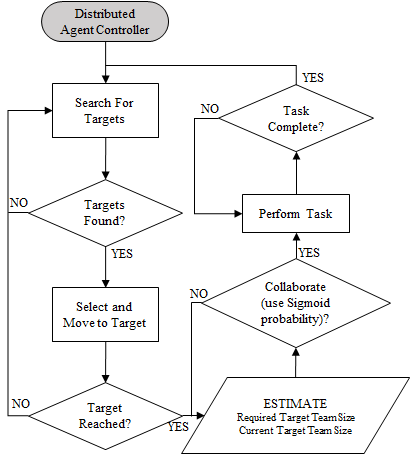 Distributed
Agent Controller
Search For
Targets
Targets
Found?
NO
YES
Select and
Move to Target
Target
Reached?
NO
YES
ESTIMATE
Required Target Team Size
Current Target Team Size
Collaborate
(use Sigmoid
probability)?
NO
YES
Perform Task
Task
Complete?
NO
YES